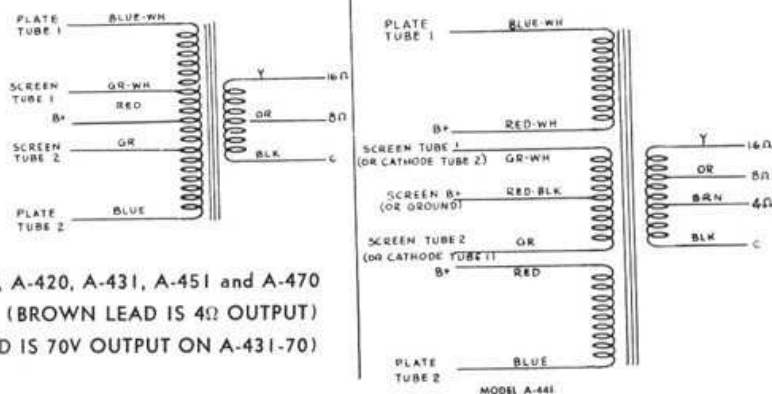 PLATE TUBE 1
BLUE-WH
SCREEN TUBE 1
GR-WH
RED
B+
SCREEN TUBE 2
GR
PLATE TUBE 2
BLUE
Y
16Ω
OR
8Ω
BLK
C
, A-420, A-431, A-451 and A-470
(BROWN LEAD IS 4Ω OUTPUT)
D IS 70V OUTPUT ON A-431-70)
PLATE TUBE 1
BLUE-WH
B+
RED-WH
SCREEN TUBE 1
(OR CATHODE TUBE 2)
GR-WH
SCREEN B+
(OR GROUND)
RED-BLK
SCREEN TUBE 2
GR
(OR CATHODE TUBE 1)
B+
RED
PLATE TUBE 2
BLUE
Y
16Ω
OR
8Ω
BRN
4Ω
BLK
C
MODEL A-441